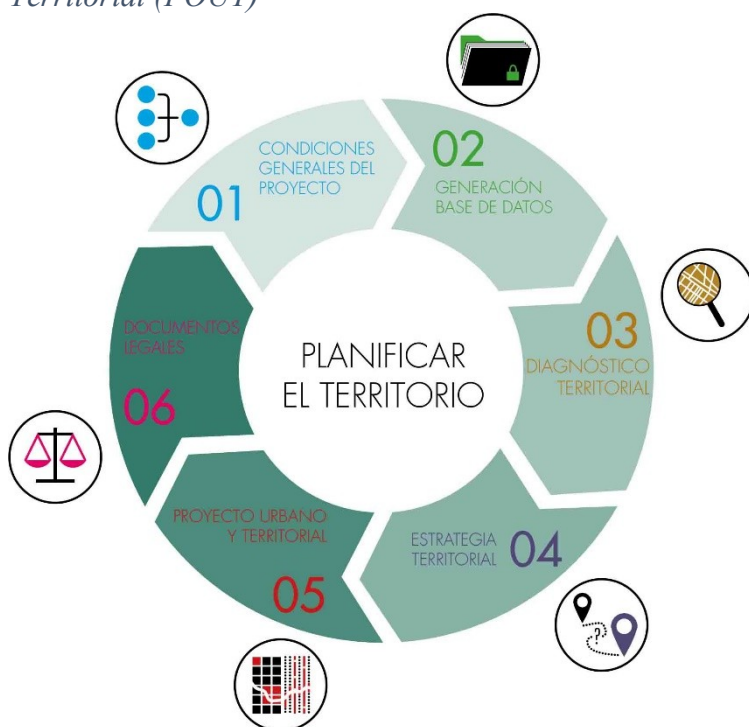 Territorial (POUT)
01
CONDICIONES
GENERALES DEL
PROYECTO
02
GENERACIÓN
BASE DE DATOS
03
DIAGNÓSTICO
TERRITORIAL
ESTRATEGIA
TERRITORIAL
04
PROYECTO URBANO
Y TERRITORIAL
05
DOCUMENTOS
LEGALES
06
PLANIFICAR
EL TERRITORIO
?